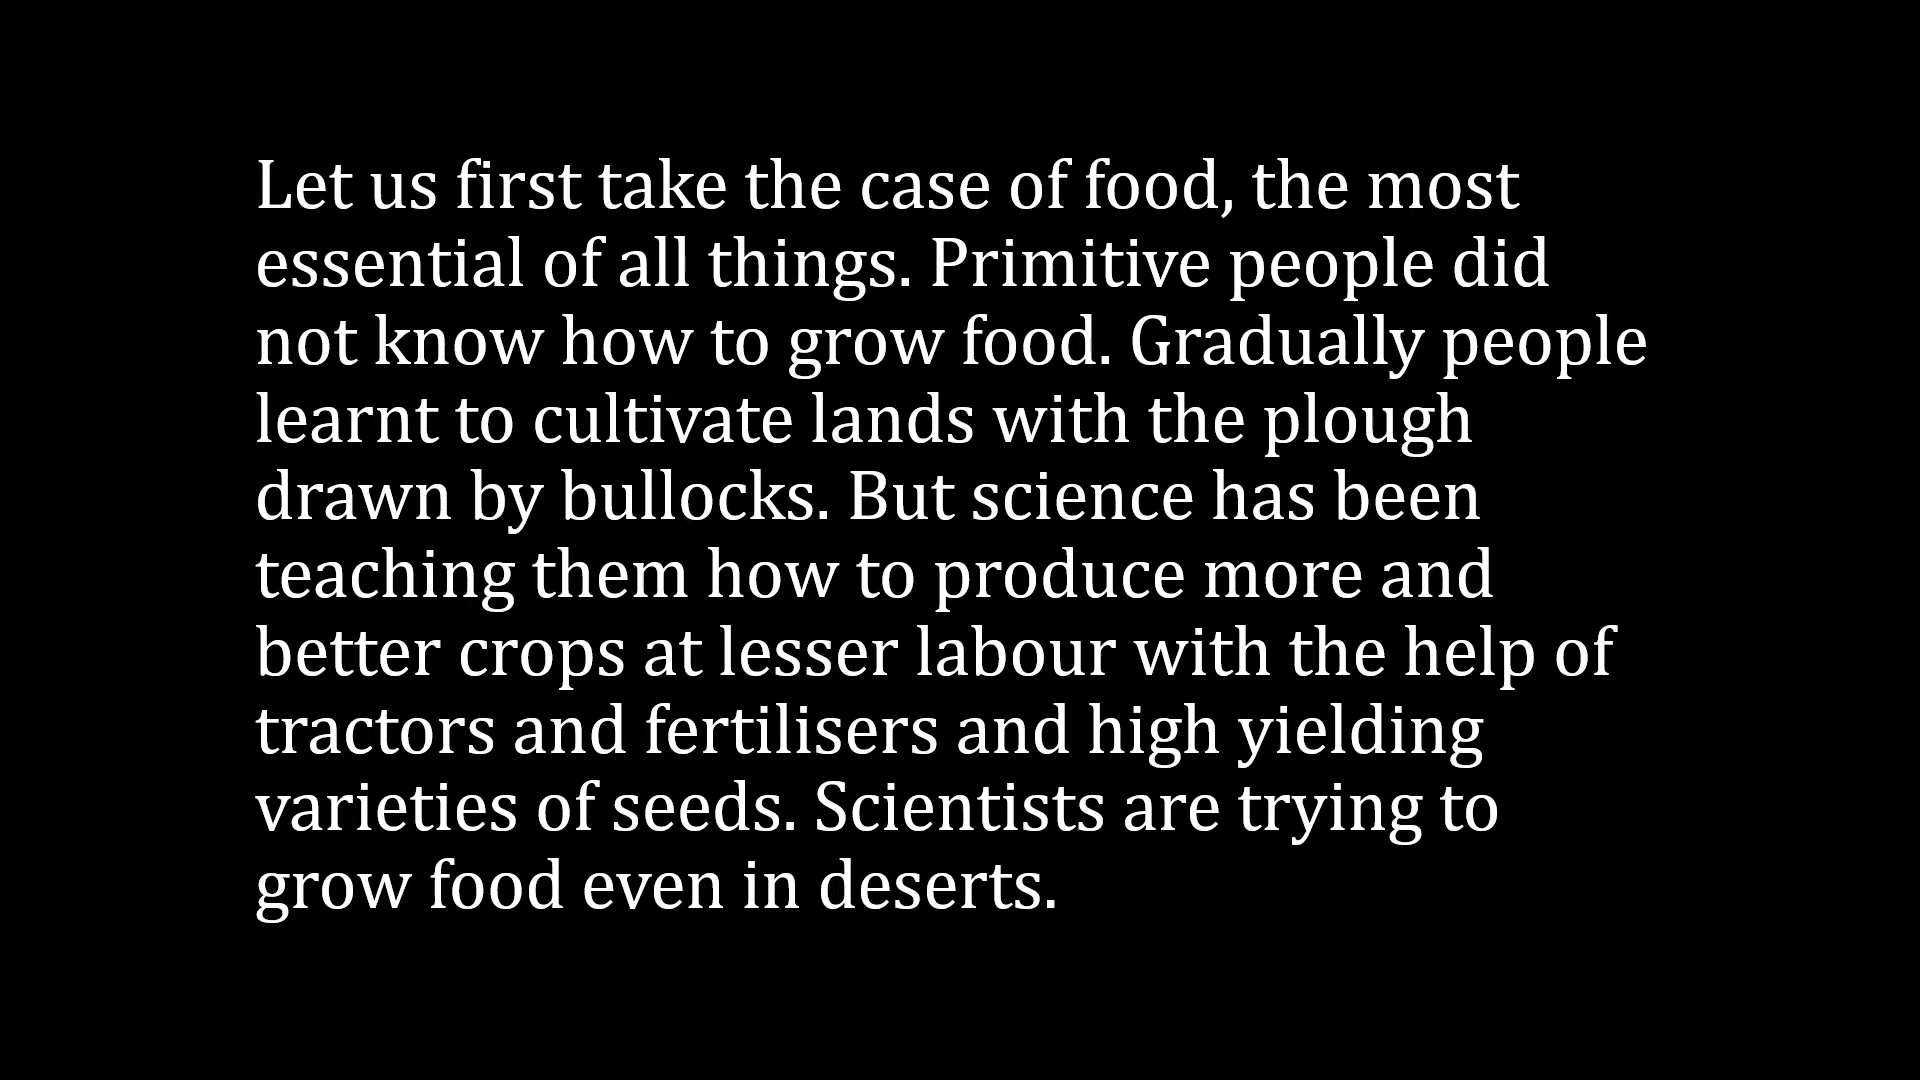 Let us first take the case of food, the most
essential of all things. Primitive people did
not know how to grow food. Gradually people
learnt to cultivate lands with the plough
drawn by bullocks. But science has been
teaching them how to produce more and
better crops at lesser labour with the help of
tractors and fertilisers and high yielding
varieties of seeds. Scientists are trying to
grow food even in deserts.